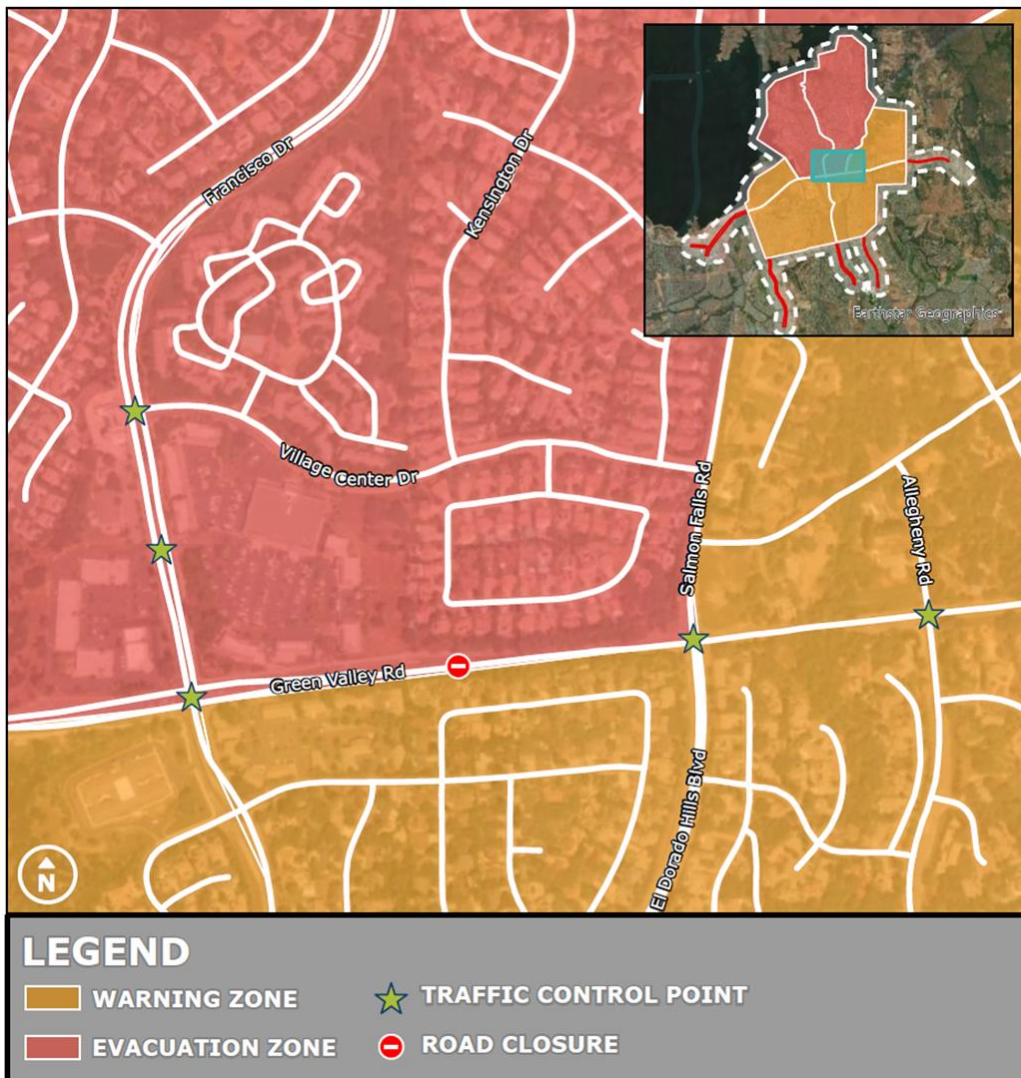 Earthstar Geographics
Francisco Dr
Kensington Dr
Village Center Dr
Salmon Falls Rd
Allegheny Rd
Green Valley Rd
El Dorado Hills Blvd
N
LEGEND
WARNING ZONE
TRAFFIC CONTROL POINT
EVACUATION ZONE
ROAD CLOSURE